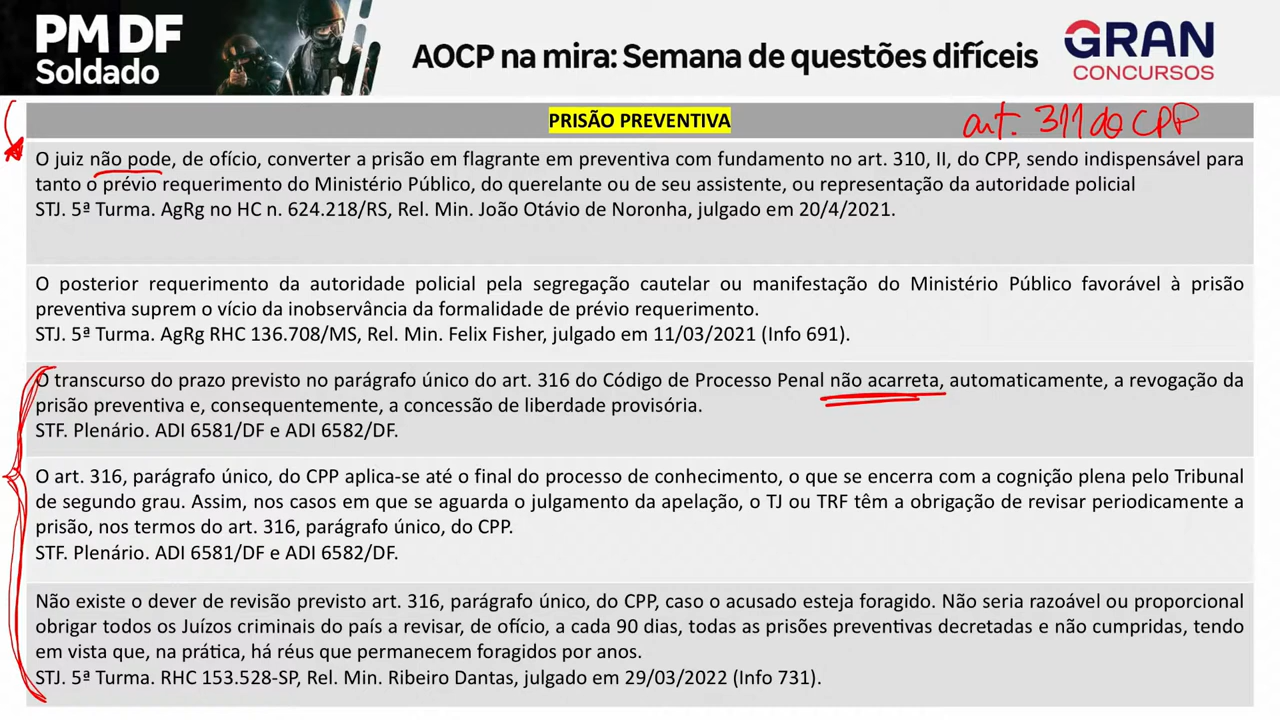 PM DF
Soldado
AOCP na mira: Semana de questões difíceis
GRAN
CONCURSOS
PRISÃO PREVENTIVA
art. 311 do CPP
O juiz não pode, de ofício, converter a prisão em flagrante em preventiva com fundamento no art. 310, II, do CPP, sendo indispensável para
tanto o prévio requerimento do Ministério Público, do querelante ou de seu assistente, ou representação da autoridade policial
STJ. 5ª Turma. AgRg no HC n. 624.218/RS, Rel. Min. João Otávio de Noronha, julgado em 20/4/2021.
O posterior requerimento da autoridade policial pela segregação cautelar ou manifestação do Ministério Público favorável à prisão
preventiva suprem o vício da inobservância da formalidade de prévio requerimento.
STJ. 5ª Turma. AgRg RHC 136.708/MS, Rel. Min. Felix Fisher, julgado em 11/03/2021 (Info 691).
O transcurso do prazo previsto no parágrafo único do art. 316 do Código de Processo Penal não acarreta, automaticamente, a revogação da
prisão preventiva e, consequentemente, a concessão de liberdade provisória.
STF. Plenário. ADI 6581/DF e ADI 6582/DF.
O art. 316, parágrafo único, do CPP aplica-se até o final do processo de conhecimento, o que se encerra com a cognição plena pelo Tribunal
de segundo grau. Assim, nos casos em que se aguarda o julgamento da apelação, o TJ ou TRF têm a obrigação de revisar periodicamente a
prisão, nos termos do art. 316, parágrafo único, do CPP.
STF. Plenário. ADI 6581/DF e ADI 6582/DF.
Não existe o dever de revisão previsto art. 316, parágrafo único, do CPP, caso o acusado esteja foragido. Não seria razoável ou proporcional
obrigar todos os Juízos criminais do país a revisar, de ofício, a cada 90 dias, todas as prisões preventivas decretadas e não cumpridas, tendo
em vista que, na prática, há réus que permanecem foragidos por anos.
STJ. 5ª Turma. RHC 153.528-SP, Rel. Min. Ribeiro Dantas, julgado em 29/03/2022 (Info 731).